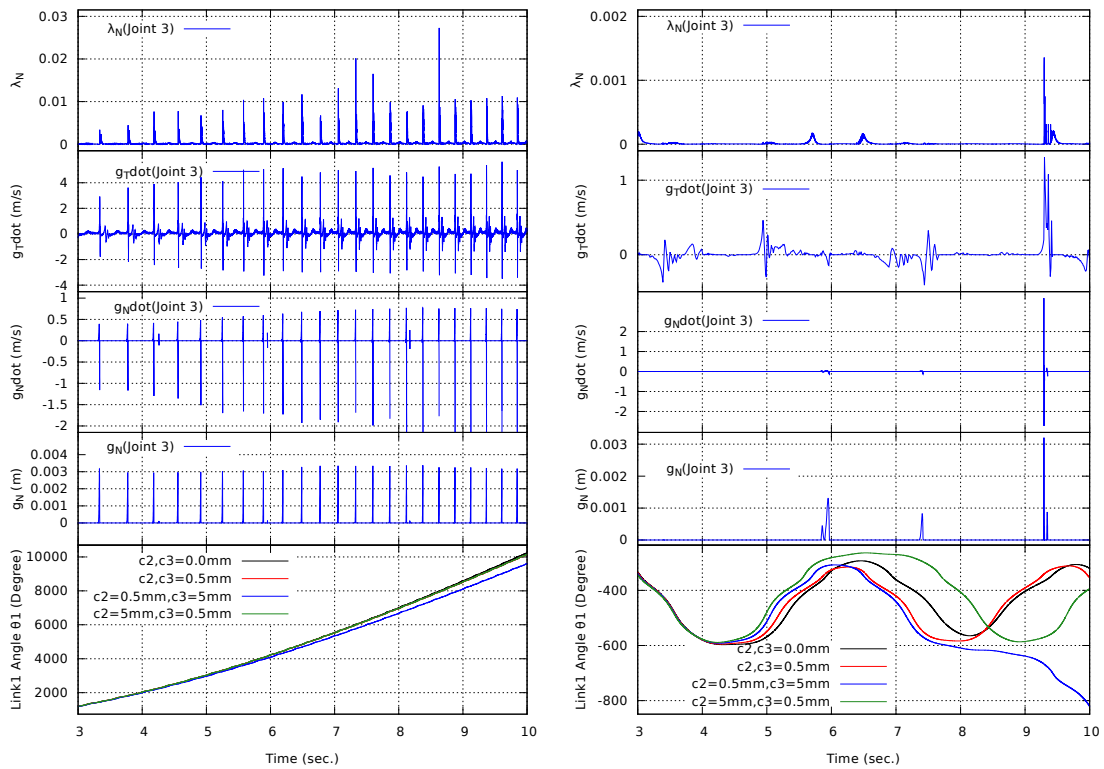 0.03
0.02
0.01
0
λN
λN(Joint 3)
4
2
0
-2
-4
gTdot (m/s)
gTdot(Joint 3)
1
0.5
0
-0.5
-1
-1.5
-2
gNdot (m/s)
gNdot(Joint 3)
0.004
0.003
0.002
0.001
0
gN (m)
gN(Joint 3)
10000
8000
6000
4000
2000
Link1 Angle θ1 (Degree)
c2,c3=0.0mm
c2,c3=0.5mm
c2=0.5mm,c3=5mm
c2=5mm,c3=0.5mm
3 4 5 6 7 8 9 10
Time (sec.)
0.002
0.001
0
λN
λN(Joint 3)
1
0
gTdot (m/s)
gTdot(Joint 3)
2
1
0
-1
-2
gNdot (m/s)
gNdot(Joint 3)
0.003
0.002
0.001
0
gN (m)
gN(Joint 3)
-400
-600
-800
Link1 Angle θ1 (Degree)
c2,c3=0.0mm
c2,c3=0.5mm
c2=0.5mm,c3=5mm
c2=5mm,c3=0.5mm
3 4 5 6 7 8 9 10
Time (sec.)